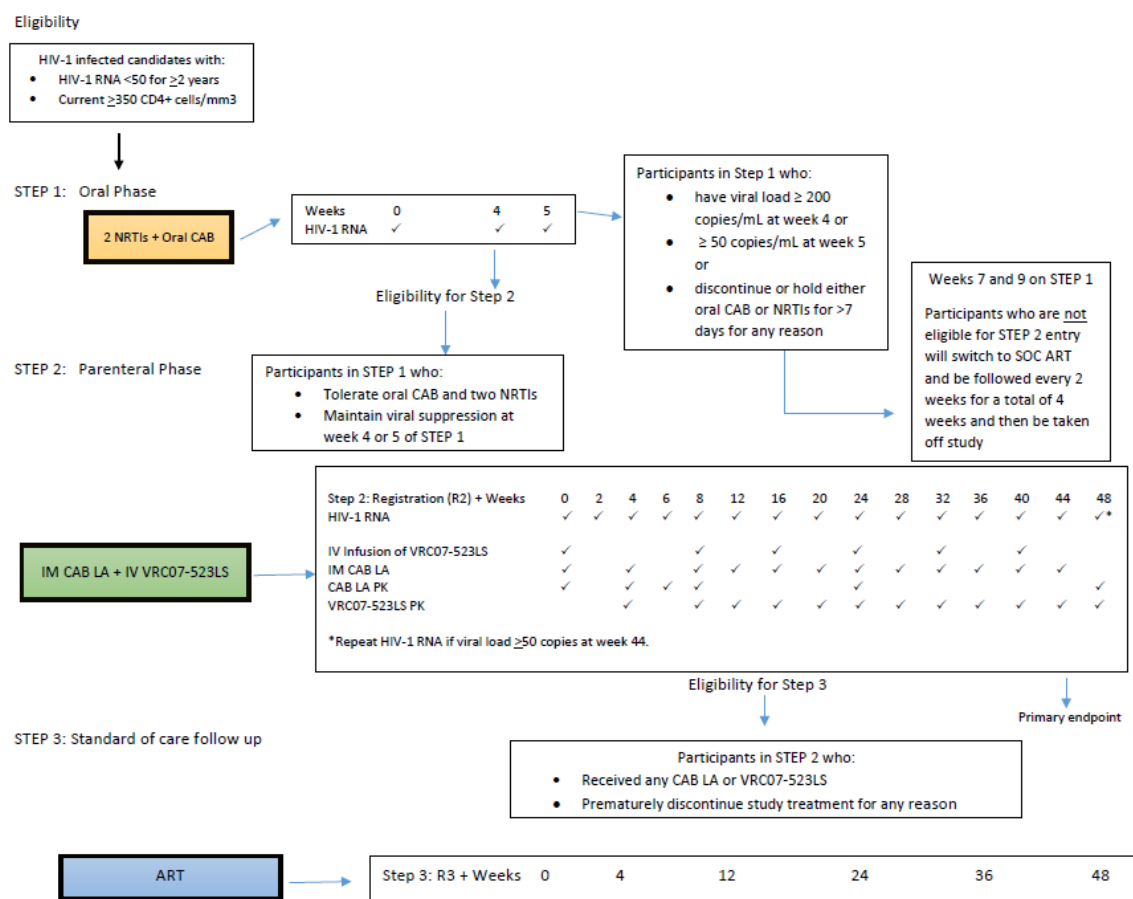 Eligibility
HIV-1 infected candidates with:
• HIV-1 RNA <50 for ≥2 years
• Current ≥350 CD4+ cells/mm3
STEP 1: Oral Phase
2 NRTIs + Oral CAB
Weeks 0 4 5
HIV-1 RNA ✓ ✓ ✓
Participants in Step 1 who:
• have viral load ≥ 200
copies/mL at week 4 or
• ≥ 50 copies/mL at week 5
or
• discontinue or hold either
oral CAB or NRTIs for >7
days for any reason
Weeks 7 and 9 on STEP 1
Participants who are not
eligible for STEP 2 entry
will switch to SOC ART
and be followed every 2
weeks for a total of 4
weeks and then be taken
off study
Eligibility for Step 2
STEP 2: Parenteral Phase
Participants in STEP 1 who:
• Tolerate oral CAB and two NRTIs
• Maintain viral suppression at
week 4 or 5 of STEP 1
IM CAB LA + IV VRC07-523LS
Step 2: Registration (R2) + Weeks 0 2 4 6 8 12 16 20 24 28 32 36 40 44 48
HIV-1 RNA ✓ ✓ ✓ ✓ ✓ ✓ ✓ ✓ ✓ ✓ ✓ ✓ ✓ ✓ ✓*
IV Infusion of VRC07-523LS ✓ ✓ ✓ ✓ ✓ ✓
IM CAB LA ✓ ✓ ✓ ✓ ✓ ✓ ✓ ✓ ✓ ✓ ✓ ✓
CAB LA PK ✓ ✓ ✓ ✓ ✓ ✓
VRC07-523LS PK ✓ ✓ ✓ ✓ ✓ ✓ ✓ ✓ ✓ ✓ ✓ ✓
*Repeat HIV-1 RNA if viral load ≥50 copies at week 44.
Eligibility for Step 3
Primary endpoint
STEP 3: Standard of care follow up
Participants in STEP 2 who:
• Received any CAB LA or VRC07-523LS
• Prematurely discontinue study treatment for any reason
ART
Step 3: R3 + Weeks 0 4 12 24 36 48